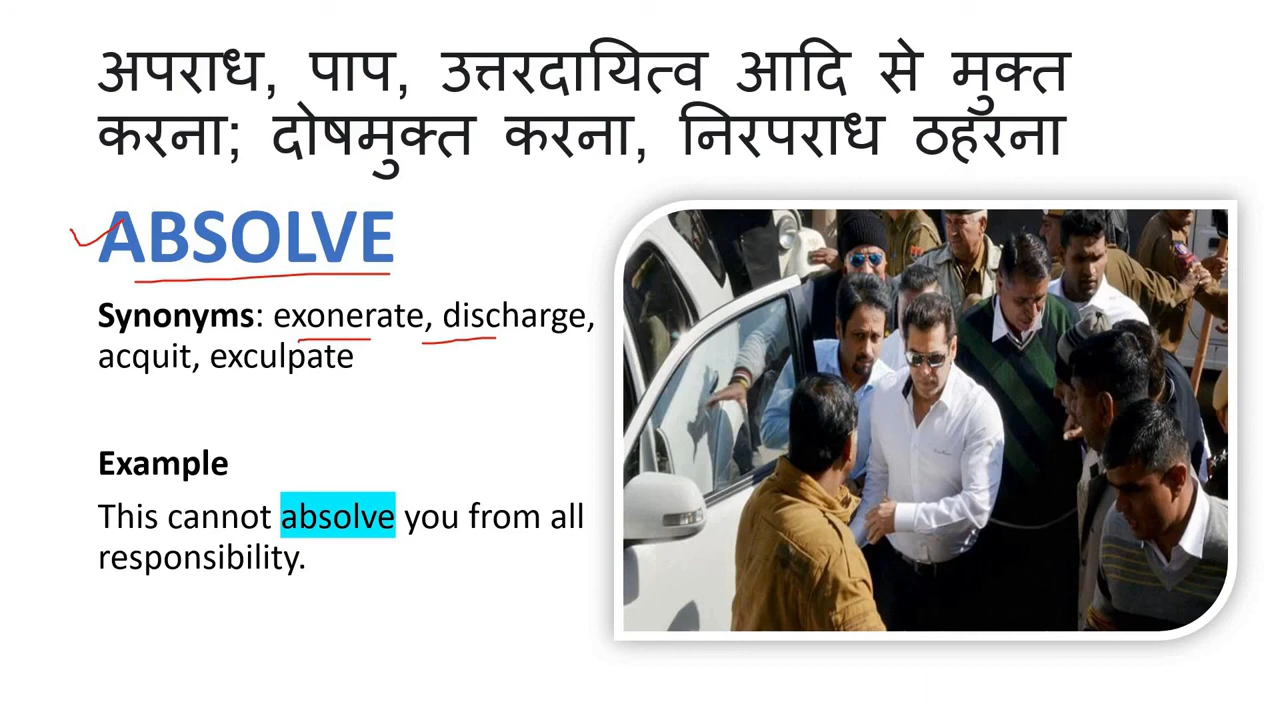 अपराध, पाप, उत्तरदायित्व आदि से मुक्त
करना; दोषमुक्त करना, निरपराध ठहरना
ABSOLVE
Synonyms: exonerate, discharge,
acquit, exculpate
Example
This cannot absolve you from all
responsibility.